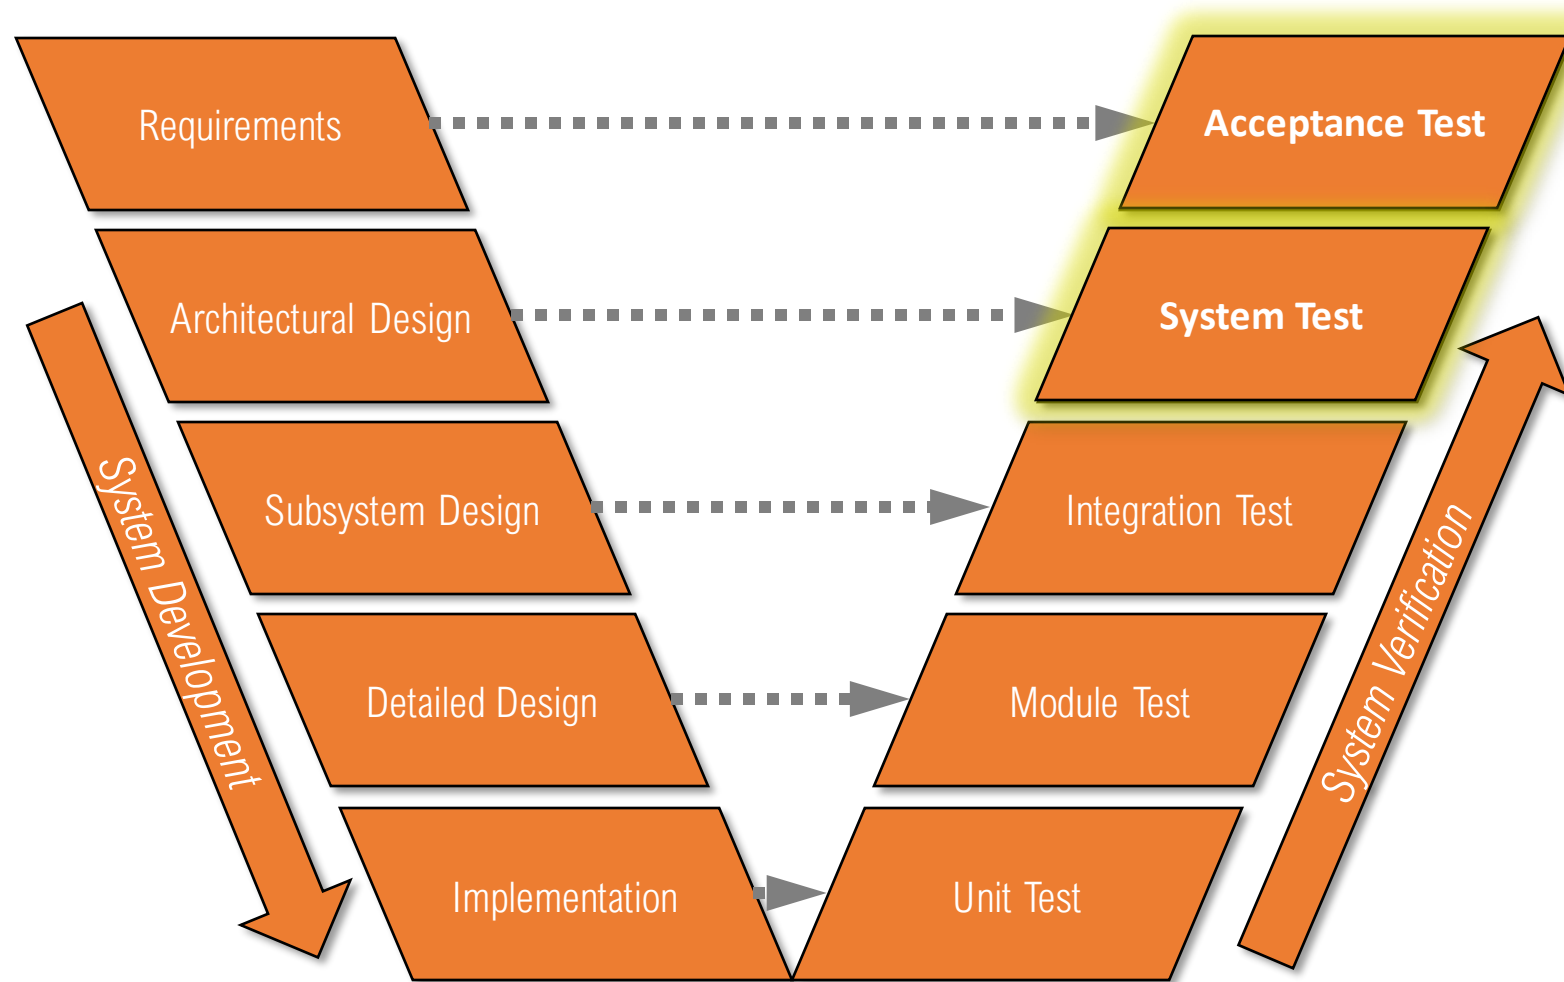 Requirements
Acceptance Test
Architectural Design
System Test
Subsystem Design
Integration Test
Detailed Design
Module Test
Implementation
Unit Test
System Development
System Verification